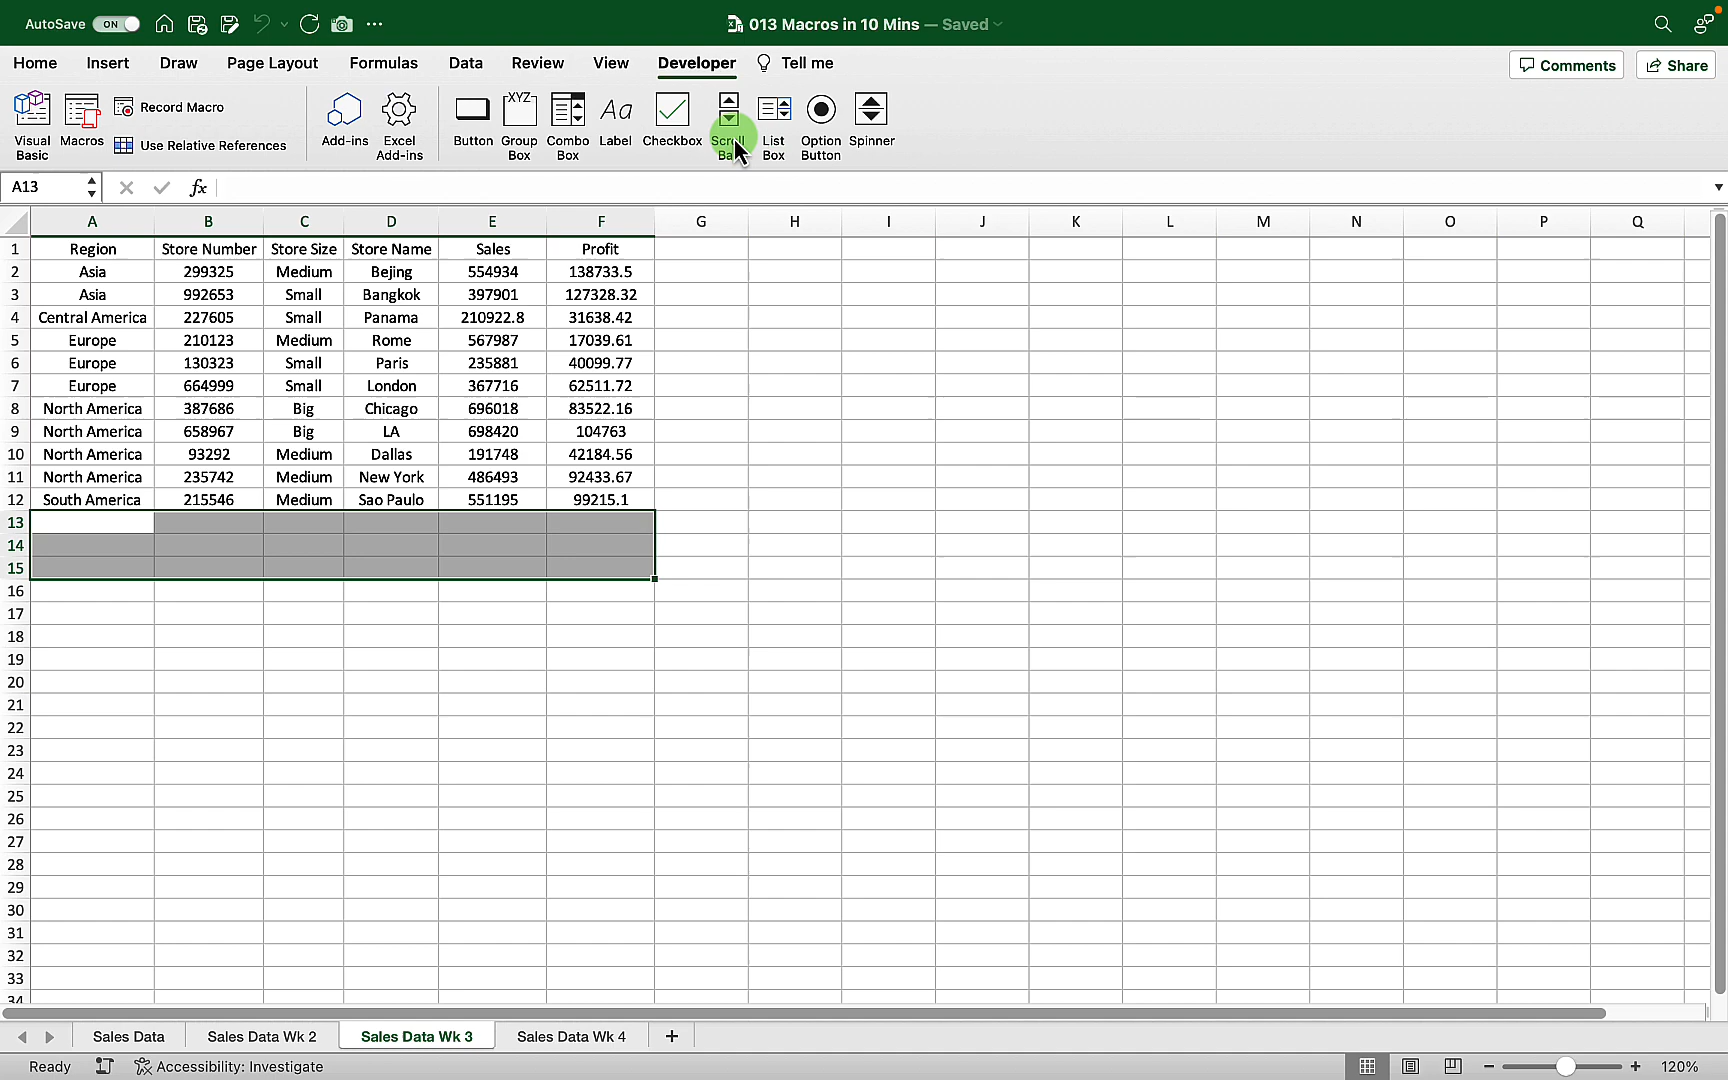 AutoSave ON 013 Macros in 10 Mins — Saved
Home Insert Draw Page Layout Formulas Data Review View Developer Tell me Comments Share
Visual Basic
Macros
Record Macro
Use Relative References
Add-ins
Excel Add-ins
Button
XYZ
Group Box
Combo Box
Aa
Label
Checkbox
Scroll
List Box
Option Button
Spinner
A13 fx
A B C D E F G H I J K L M N O P Q
1 Region Store Number Store Size Store Name Sales Profit
2 Asia 299325 Medium Bejing 554934 138733.5
3 Asia 992653 Small Bangkok 397901 127328.32
4 Central America 227605 Small Panama 210922.8 31638.42
5 Europe 210123 Medium Rome 567987 17039.61
6 Europe 130323 Small Paris 235881 40099.77
7 Europe 664999 Small London 367716 62511.72
8 North America 387686 Big Chicago 696018 83522.16
9 North America 658967 Big LA 698420 104763
10 North America 93292 Medium Dallas 191748 42184.56
11 North America 235742 Medium New York 486493 92433.67
12 South America 215546 Medium Sao Paulo 551195 99215.1
13
14
15
16
17
18
19
20
21
22
23
24
25
26
27
28
29
30
31
32
33
34
Sales Data Sales Data Wk 2 Sales Data Wk 3 Sales Data Wk 4 +
Ready Accessibility: Investigate − + 120%